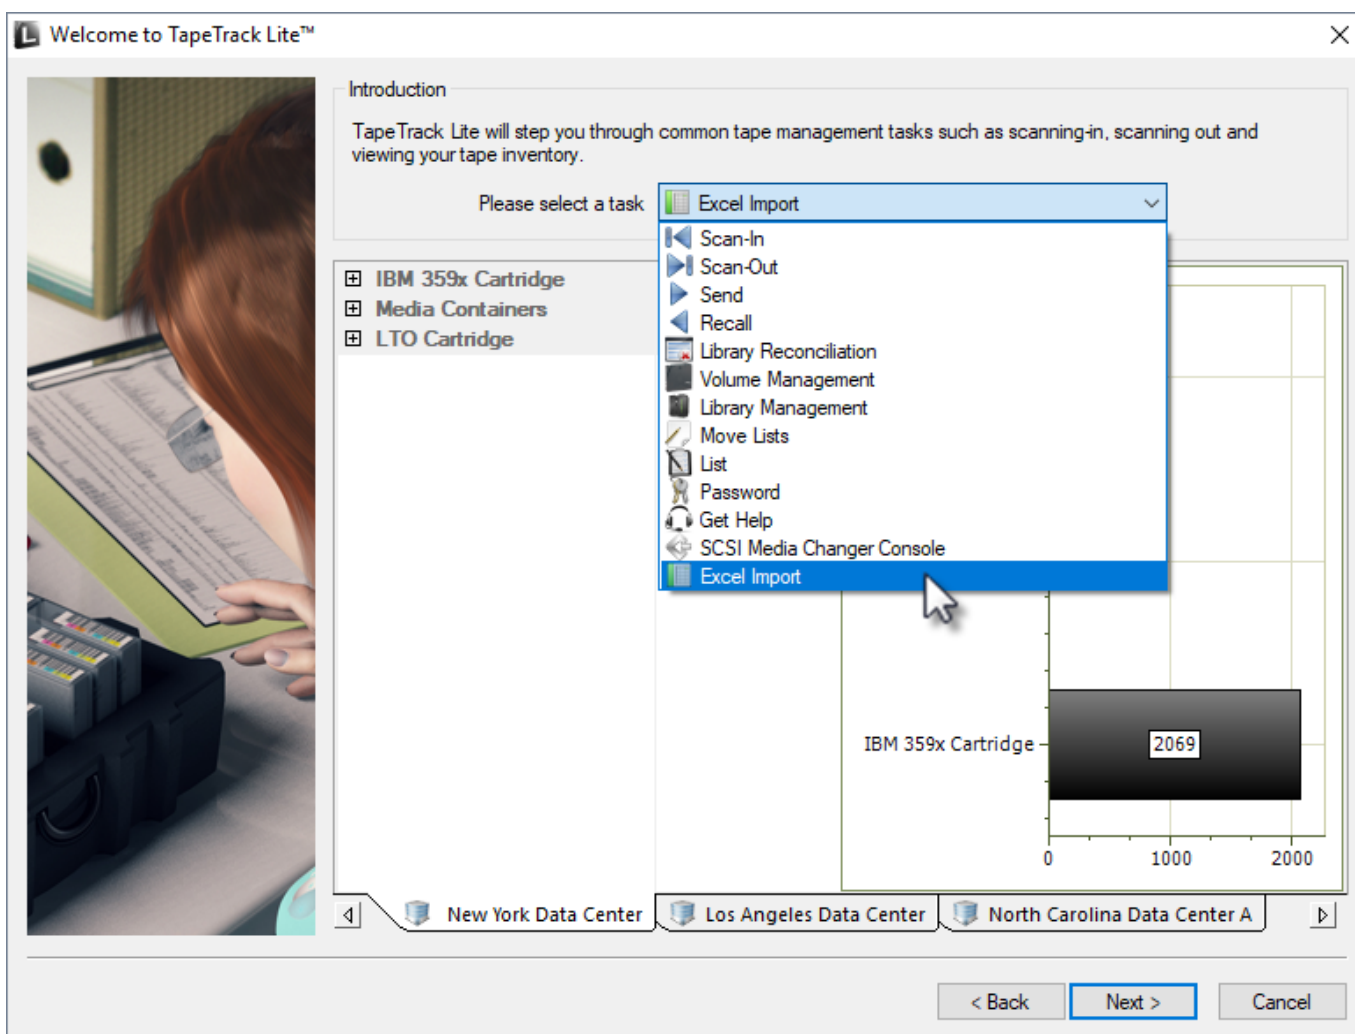 Welcome to TapeTrack Lite™
Introduction
TapeTrack Lite will step you through common tape management tasks such as scanning-in, scanning out and
viewing your tape inventory.
Please select a task
Excel Import
Scan-In
Scan-Out
Send
Recall
Library Reconciliation
Volume Management
Library Management
Move Lists
List
Password
Get Help
SCSI Media Changer Console
Excel Import
IBM 359x Cartridge
Media Containers
LTO Cartridge
IBM 359x Cartridge
2069
0 1000 2000
New York Data Center
Los Angeles Data Center
North Carolina Data Center A
< Back
Next >
Cancel